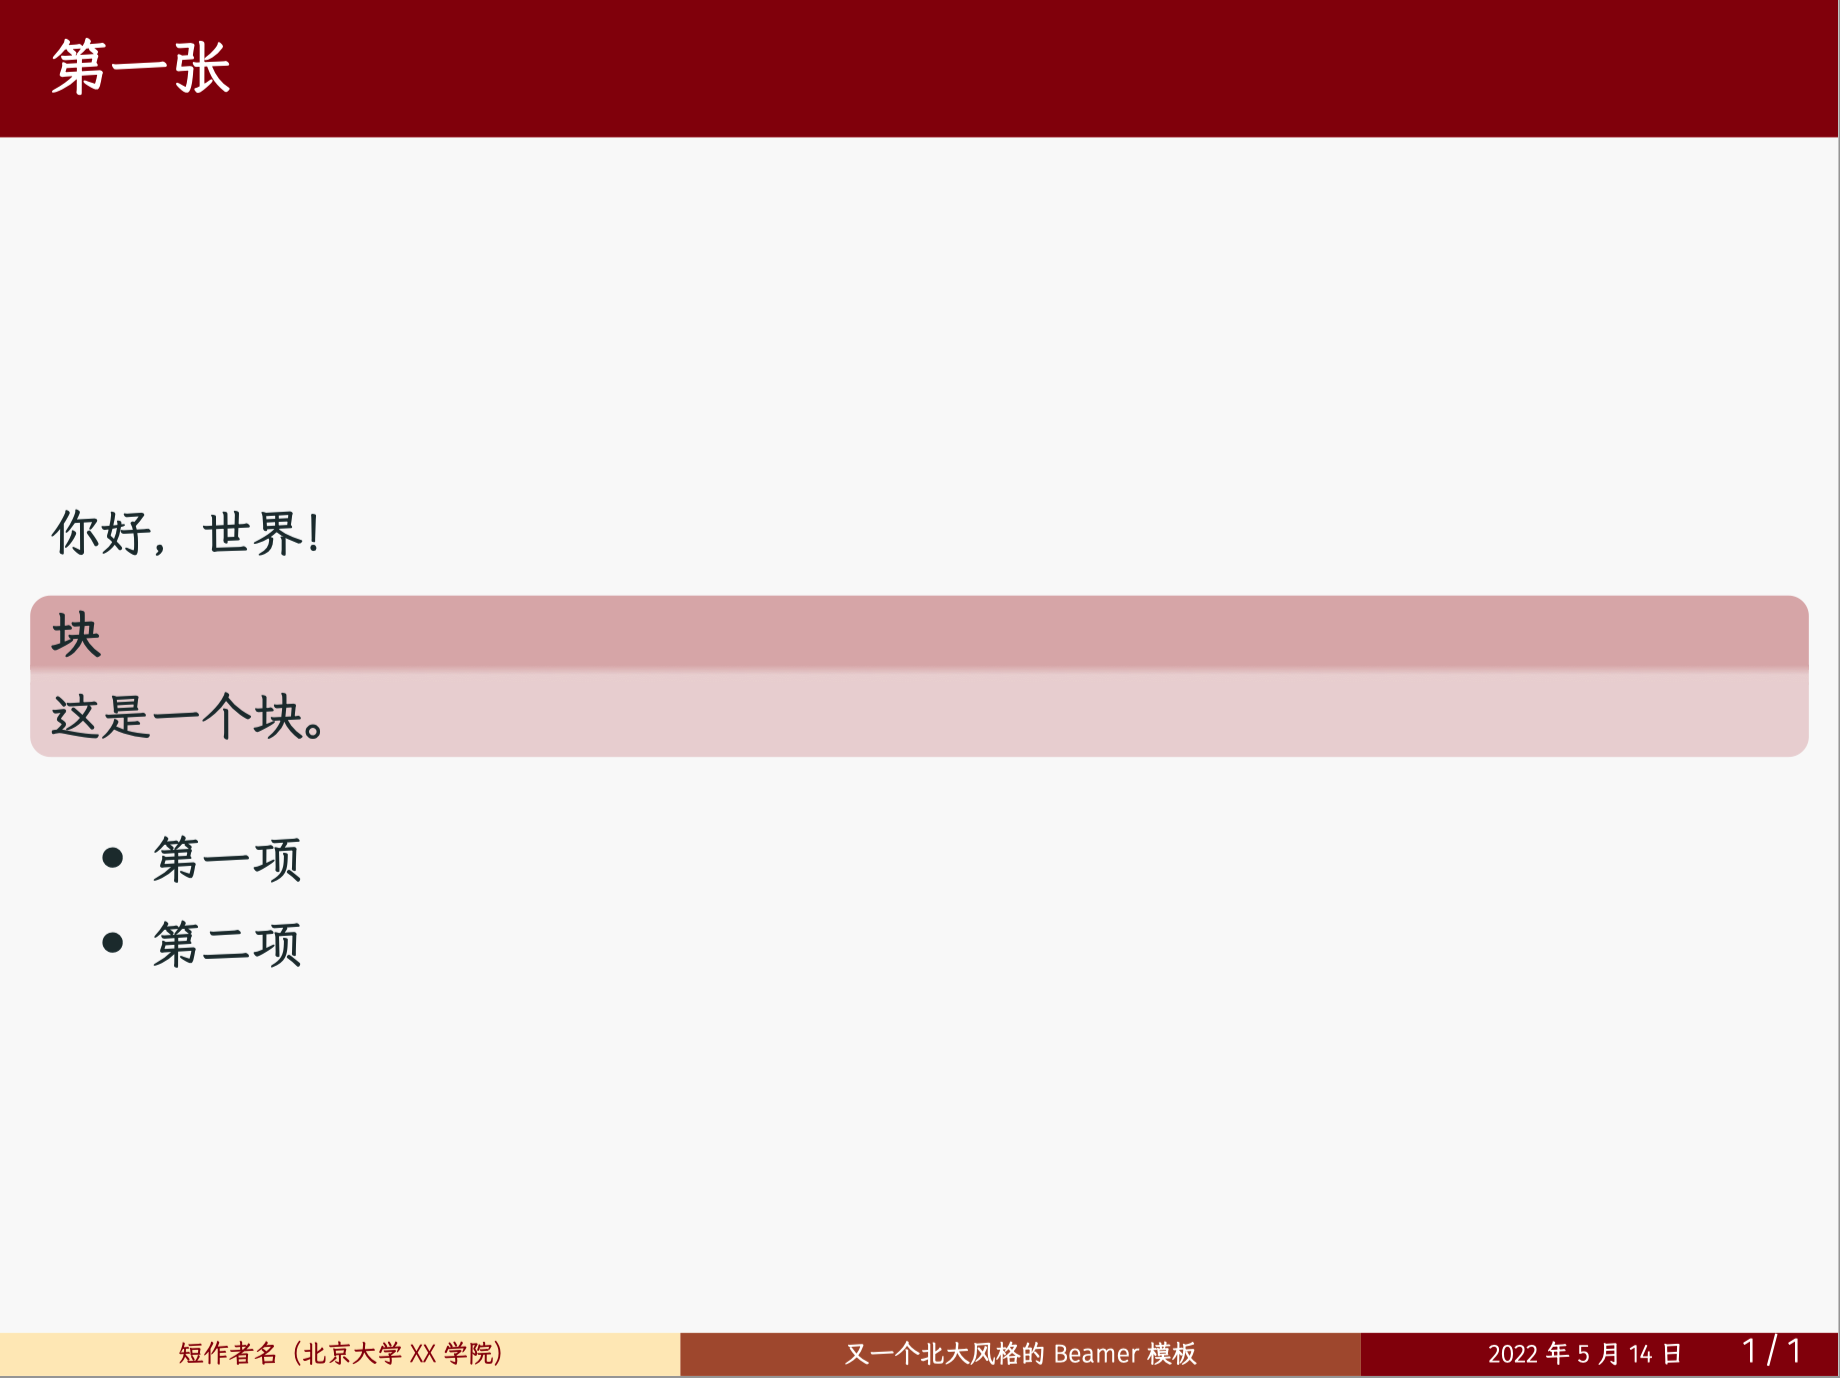 第一张
你好，世界！
块
这是一个块。
• 第一项
• 第二项
短作者名（北京大学 XX 学院）
又一个北大风格的 Beamer 模板
2022 年 5 月 14 日
1 / 1